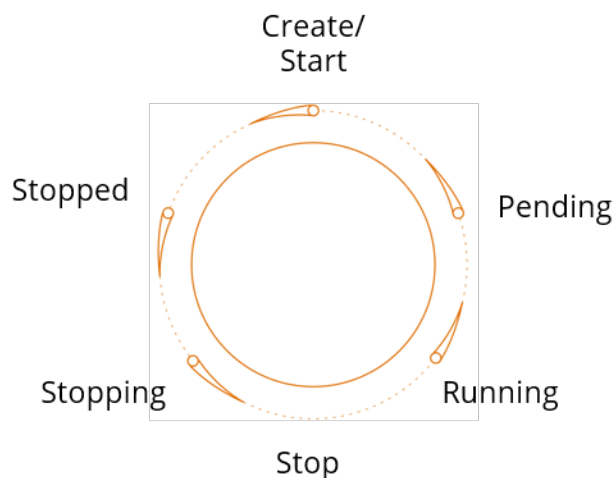 Create/
Start
Stopped
Pending
Stopping
Running
Stop